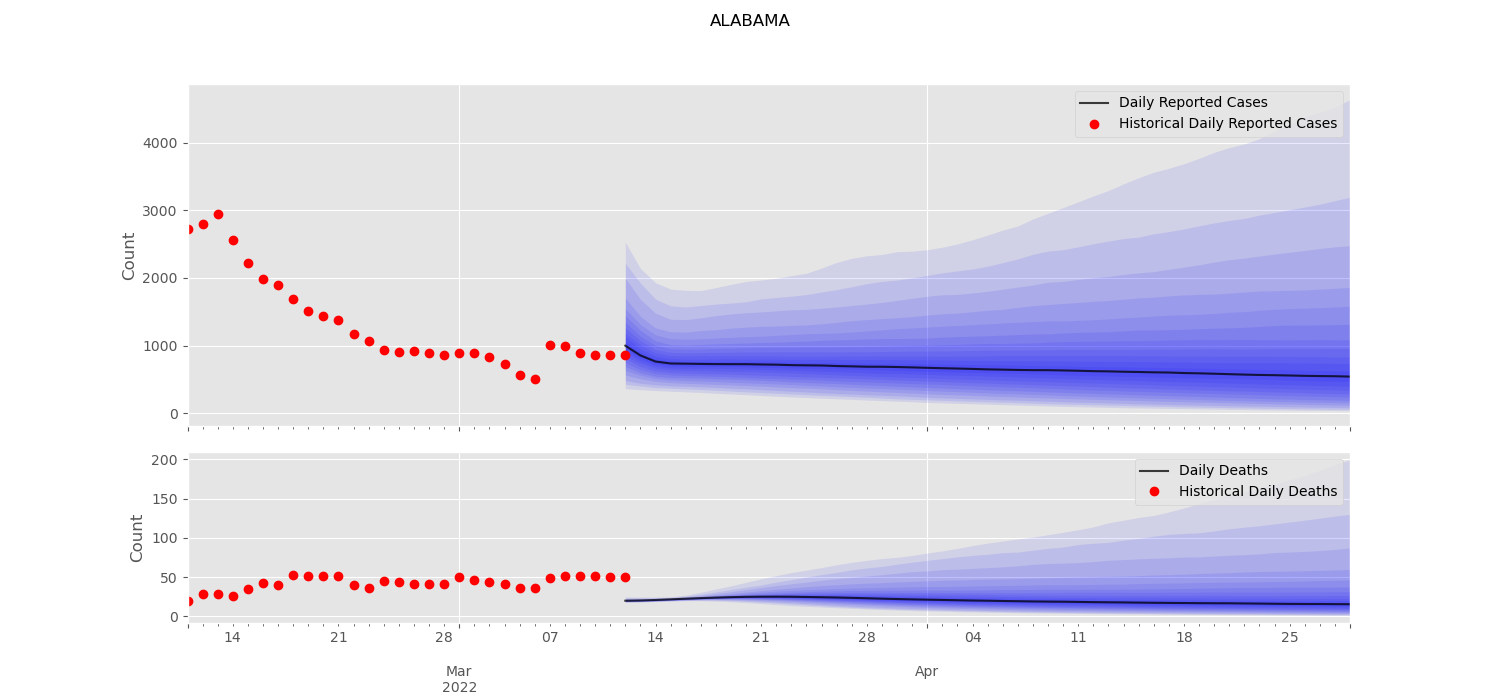 ALABAMA
Daily Reported Cases
Historical Daily Reported Cases
4000
3000
2000
1000
0
Count
Daily Deaths
Historical Daily Deaths
200
150
100
50
0
Count
14 21 28 07 14 21 28 04 11 18 25
Mar Apr
2022